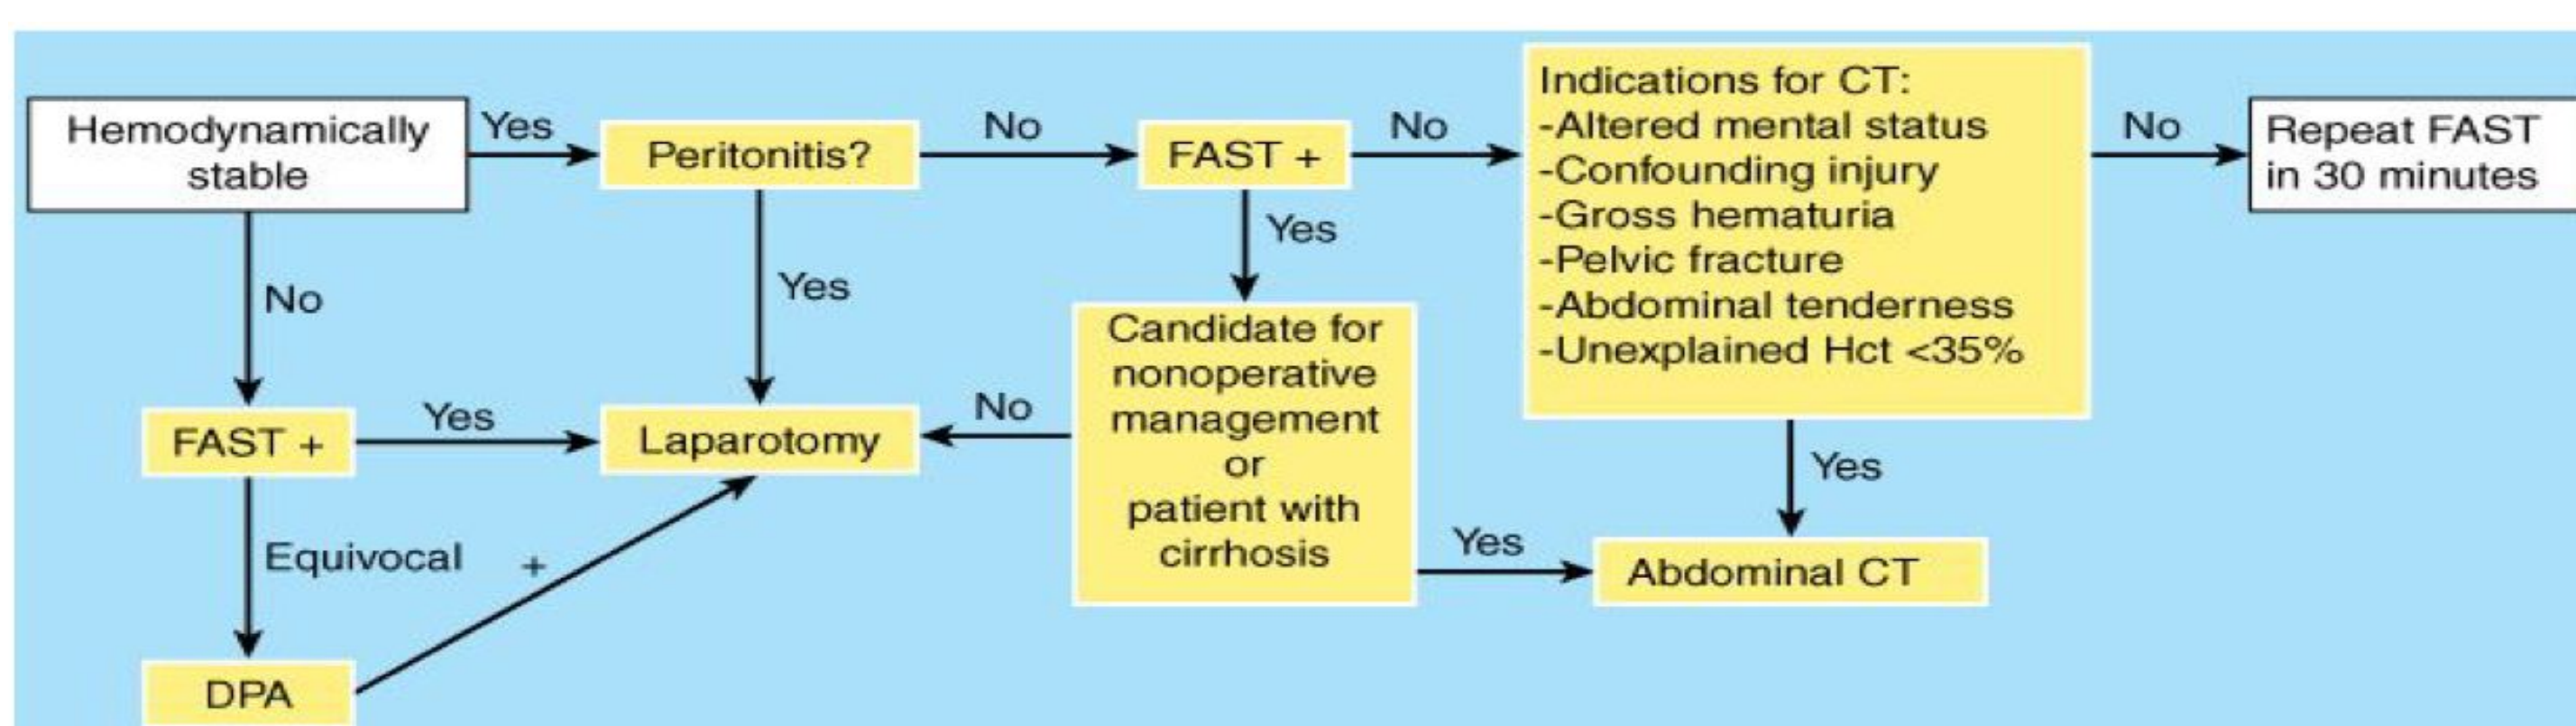 Hemodynamically
stable
Yes
Peritonitis?
No
FAST +
No
Indications for CT:
-Altered mental status
-Confounding injury
-Gross hematuria
-Pelvic fracture
-Abdominal tenderness
-Unexplained Hct <35%
No
Repeat FAST
in 30 minutes
No
Yes
Yes
Yes
FAST +
Yes
Laparotomy
No
Candidate for
nonoperative
management
or
patient with
cirrhosis
Yes
Abdominal CT
Equivocal
+
DPA